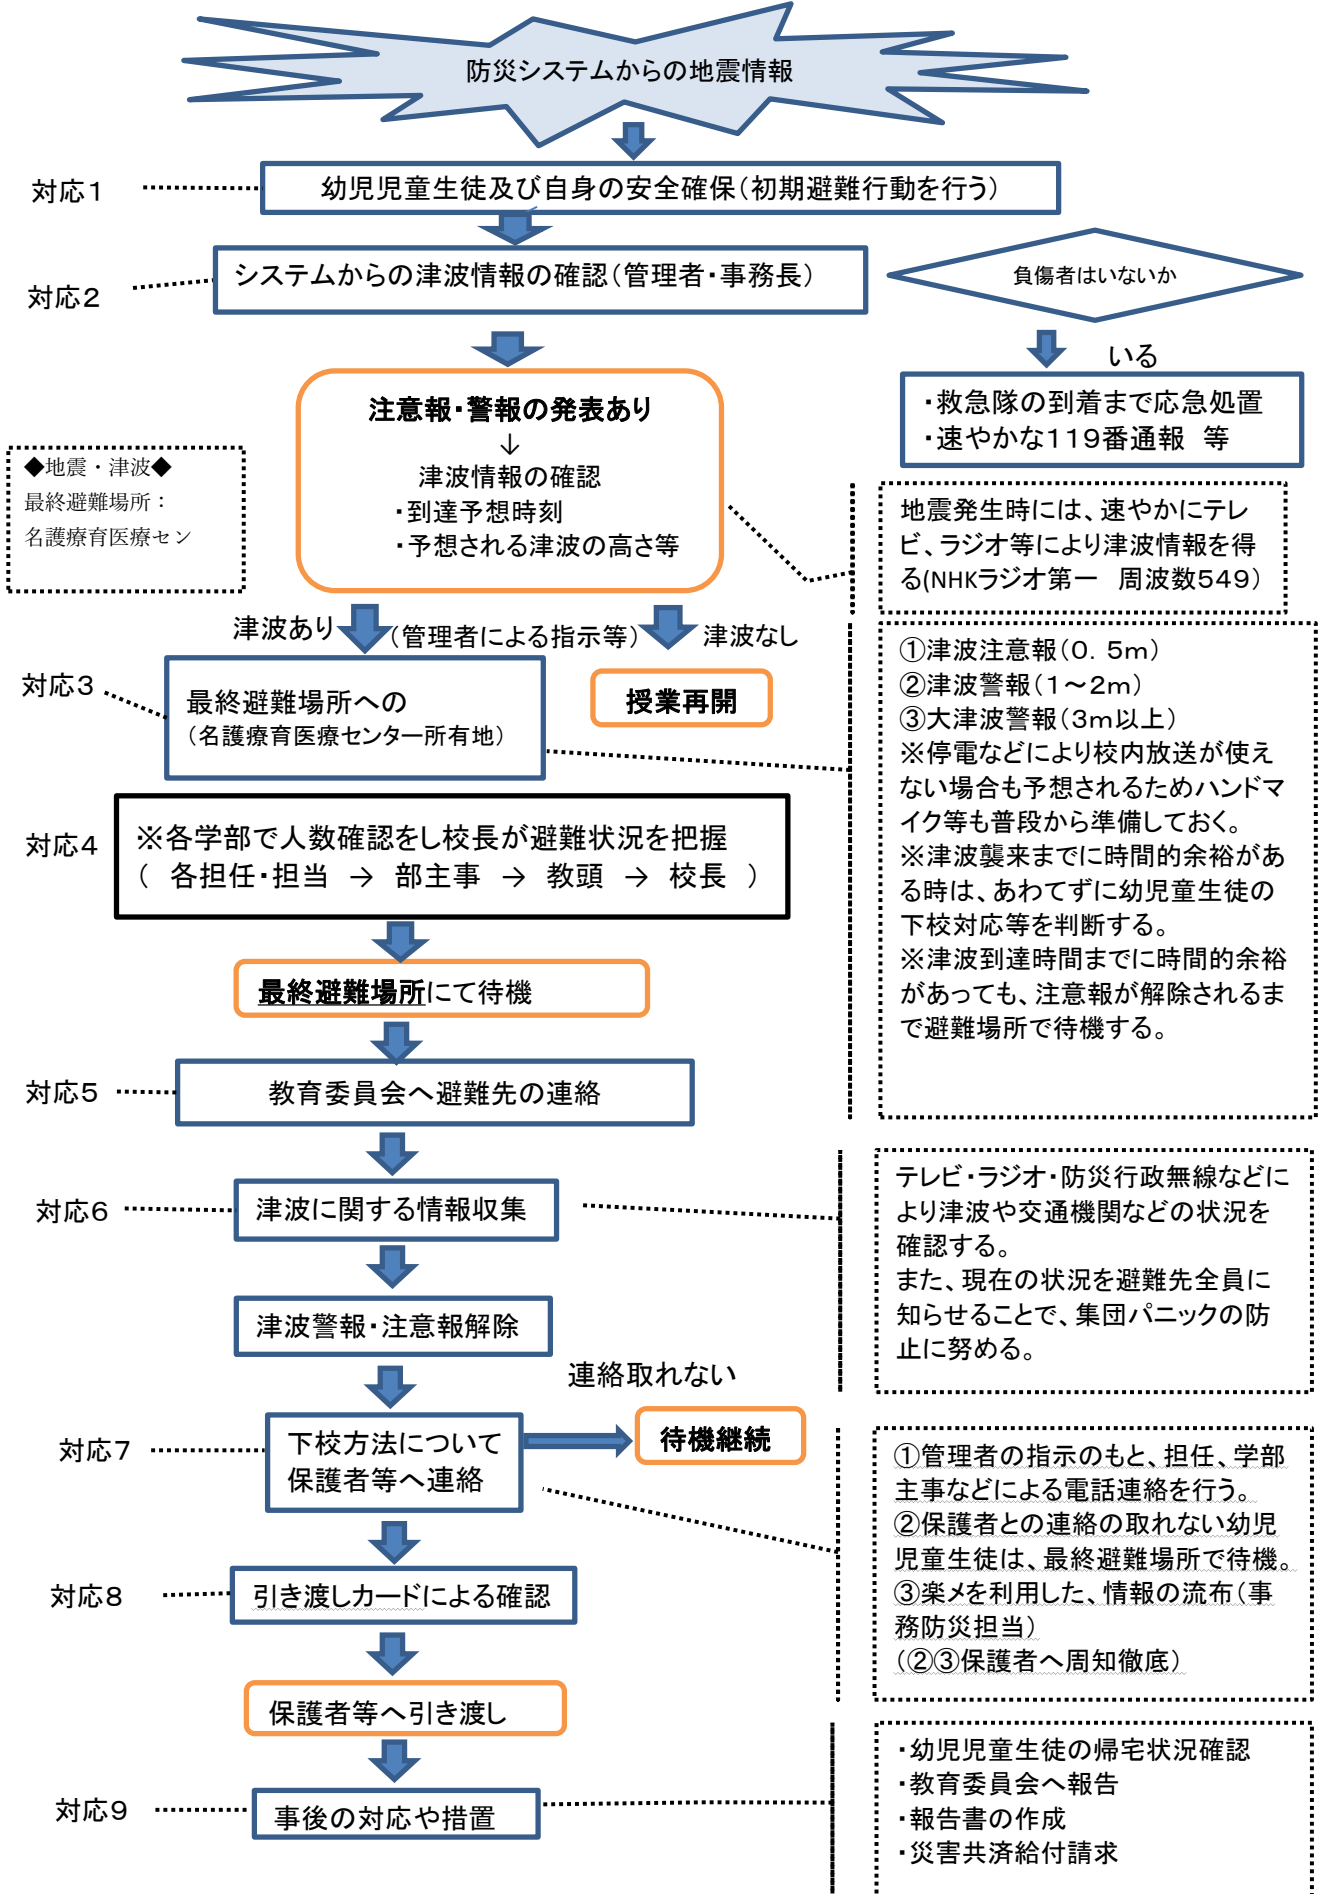 防災システムからの地震情報
対応1
幼児児童生徒及び自身の安全確保(初期避難行動を行う)
対応2
システムからの津波情報の確認(管理者・事務長)
負傷者はいないか
いる
・救急隊の到着まで応急処置
・速やかな119番通報 等
注意報・警報の発表あり
↓
津波情報の確認
・到達予想時刻
・予想される津波の高さ等
◆地震・津波◆
最終避難場所:
名護療育医療セン
地震発生時には、速やかにテレ
ビ、ラジオ等により津波情報を得
る(NHKラジオ第一 周波数549)
津波あり
(管理者による指示等)
津波なし
対応3
最終避難場所への
(名護療育医療センター所有地)
授業再開
①津波注意報(0.5m)
②津波警報(1~2m)
③大津波警報(3m以上)
※停電などにより校内放送が使え
ない場合も予想されるためハンドマ
イク等も普段から準備しておく。
※津波襲来までに時間的余裕があ
る時は、あわてずに幼児童生徒の
下校対応等を判断する。
※津波到達時間までに時間的余裕
があっても、注意報が解除されるま
で避難場所で待機する。
対応4
※各学部で人数確認をし校長が避難状況を把握
( 各担任・担当 → 部主事 → 教頭 → 校長 )
最終避難場所にて待機
対応5
教育委員会へ避難先の連絡
対応6
津波に関する情報収集
テレビ・ラジオ・防災行政無線などに
より津波や交通機関などの状況を
確認する。
また、現在の状況を避難先全員に
知らせることで、集団パニックの防
止に努める。
津波警報・注意報解除
連絡取れない
対応7
下校方法について
保護者等へ連絡
待機継続
①管理者の指示のもと、担任、学部
主事などによる電話連絡を行う。
②保護者との連絡の取れない幼児
児童生徒は、最終避難場所で待機。
③楽メを利用した、情報の流布(事
務防災担当)
(②③保護者へ周知徹底)
対応8
引き渡しカードによる確認
保護者等へ引き渡し
対応9
事後の対応や措置
・幼児児童生徒の帰宅状況確認
・教育委員会へ報告
・報告書の作成
・災害共済給付請求